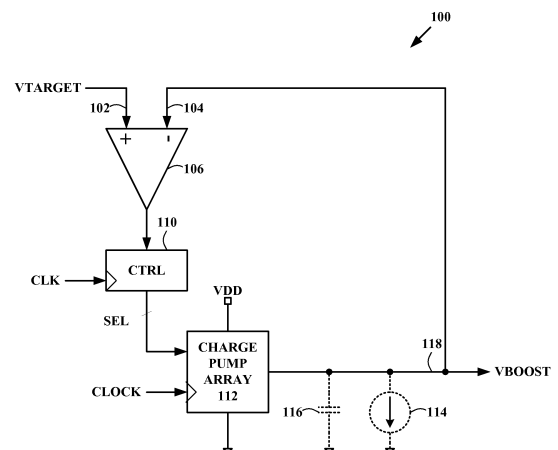 100
VTARGET
102
104
+
-
106
110
CTRL
CLK
SEL
VDD
CHARGE
PUMP
ARRAY
112
CLOCK
118
VBOOST
116
114